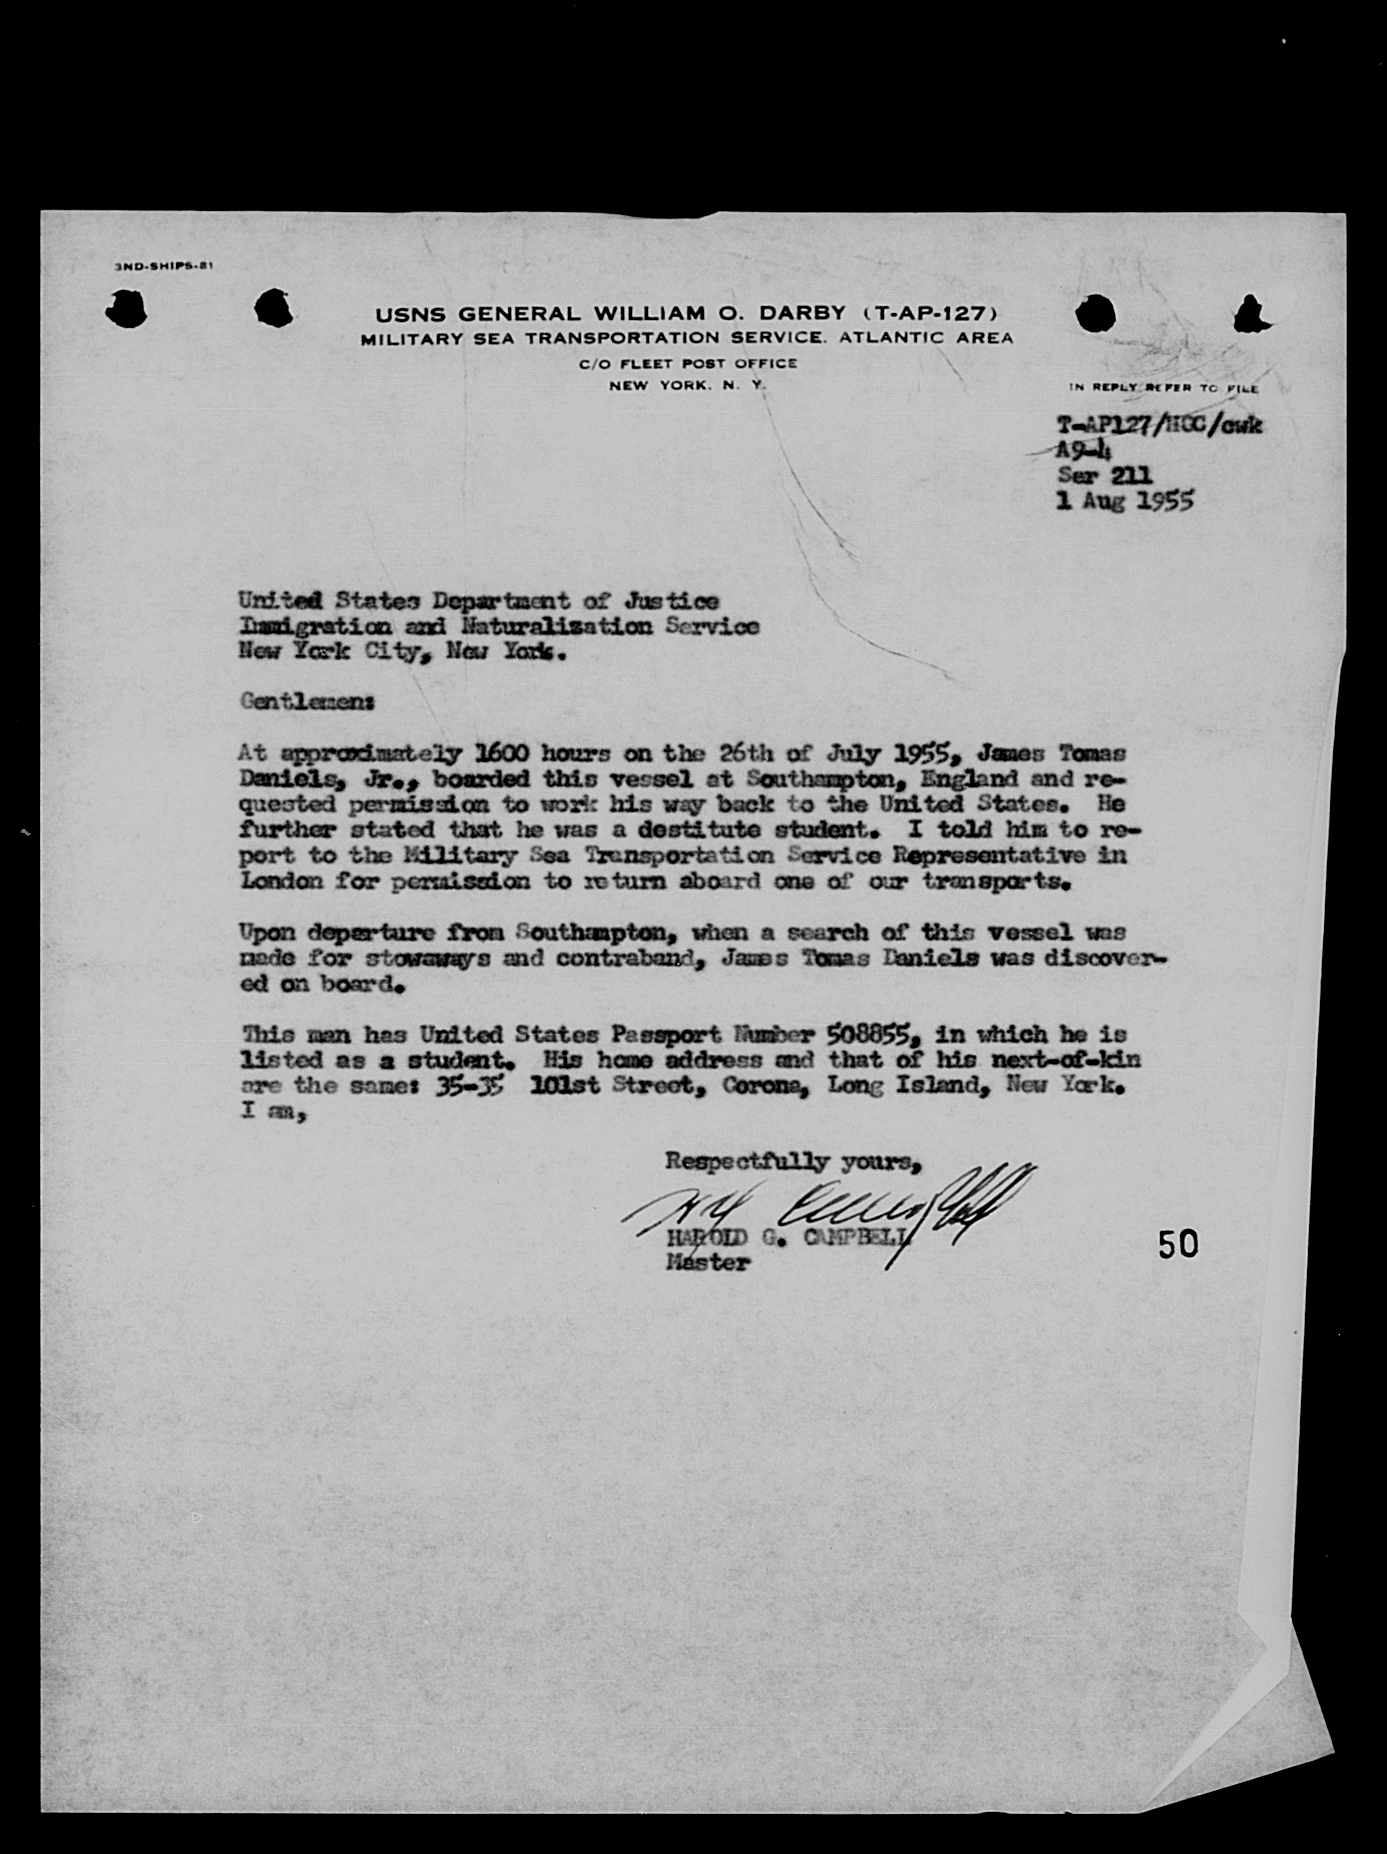 3ND-SHIPS-81
USNS GENERAL WILLIAM O. DARBY (T-AP-127)
MILITARY SEA TRANSPORTATION SERVICE, ATLANTIC AREA
C/O FLEET POST OFFICE
NEW YORK, N. Y.
IN REPLY REFER TO FILE
T-AP127/HGC/cwk
A9-4
Ser 211
1 Aug 1955
United States Department of Justice
Immigration and Naturalization Service
New York City, New York.
Gentlemen:
At approximately 1600 hours on the 26th of July 1955, James Tomas
Daniels, Jr., boarded this vessel at Southampton, England and re-
quested permission to work his way back to the United States. He
further stated that he was a destitute student. I told him to re-
port to the Military Sea Transportation Service Representative in
London for permission to return aboard one of our transports.
Upon departure from Southampton, when a search of this vessel was
made for stowaways and contraband, James Tomas Daniels was discover-
ed on board.
This man has United States Passport Number 508855, in which he is
listed as a student. His home address and that of his next-of-kin
are the same: 35-35 101st Street, Corona, Long Island, New York.
I am,
Respectfully yours,
H G Campbell
HAROLD G. CAMPBELL
Master
50